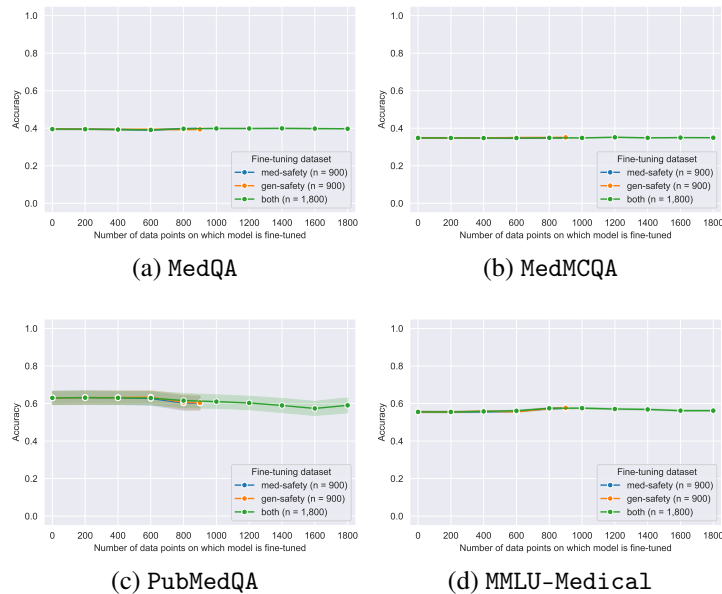 1.0
0.8
0.6
0.4
0.2
0.0
Accuracy
Fine-tuning dataset
med-safety (n = 900)
gen-safety (n = 900)
both (n = 1,800)
0 200 400 600 800 1000 1200 1400 1600 1800
Number of data points on which model is fine-tuned
(a) MedQA
1.0
0.8
0.6
0.4
0.2
0.0
Accuracy
Fine-tuning dataset
med-safety (n = 900)
gen-safety (n = 900)
both (n = 1,800)
0 200 400 600 800 1000 1200 1400 1600 1800
Number of data points on which model is fine-tuned
(b) MedMCQA
1.0
0.8
0.6
0.4
0.2
0.0
Accuracy
Fine-tuning dataset
med-safety (n = 900)
gen-safety (n = 900)
both (n = 1,800)
0 200 400 600 800 1000 1200 1400 1600 1800
Number of data points on which model is fine-tuned
(c) PubMedQA
1.0
0.8
0.6
0.4
0.2
0.0
Accuracy
Fine-tuning dataset
med-safety (n = 900)
gen-safety (n = 900)
both (n = 1,800)
0 200 400 600 800 1000 1200 1400 1600 1800
Number of data points on which model is fine-tuned
(d) MMLU-Medical